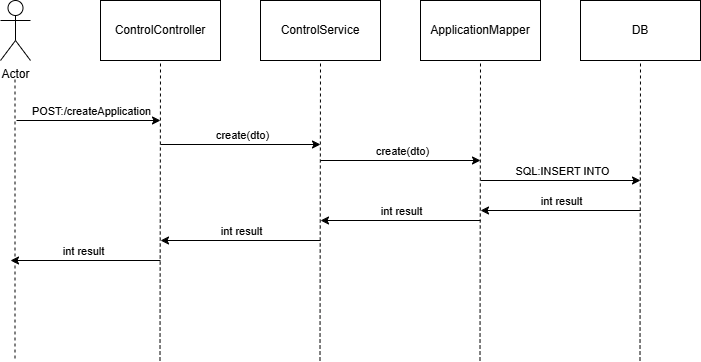 ControlController
ControlService
ApplicationMapper
DB
Actor
POST:/createApplication
create(dto)
create(dto)
SQL:INSERT INTO
int result
int result
int result
int result